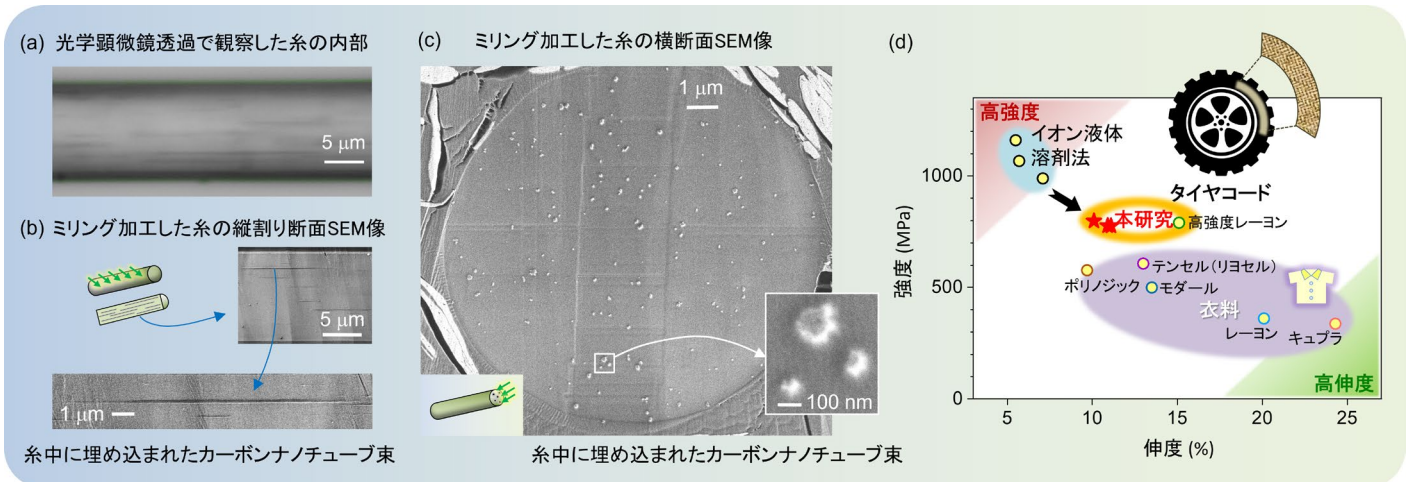 (a) 光学顕微鏡透過で観察した糸の内部
5 μm
(b) ミリング加工した糸の縦割り断面SEM像
5 μm
1 μm
糸中に埋め込まれたカーボンナノチューブ束
(c) ミリング加工した糸の横断面SEM像
1 μm
100 nm
糸中に埋め込まれたカーボンナノチューブ束
(d)
高強度
イオン液体
溶剤法
タイヤコード
本研究
高強度レーヨン
テンセル(リヨセル)
ポリノジック
モダール
衣料
レーヨン
キュプラ
高伸度
強度 (MPa)
1000
500
0
5
10
15
20
25
伸度 (%)